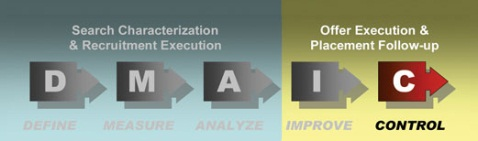 Search Characterization
& Recruitment Execution
Offer Execution &
Placement Follow-up
D M A I C
DEFINE MEASURE ANALYZE IMPROVE CONTROL